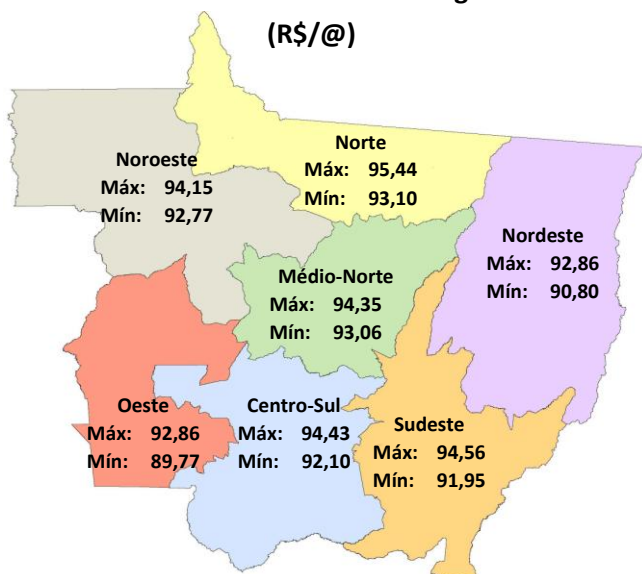 (R$/@)
Norte
Máx: 95,44
Mín: 93,10
Noroeste
Máx: 94,15
Mín: 92,77
Nordeste
Máx: 92,86
Mín: 90,80
Médio-Norte
Máx: 94,35
Mín: 93,06
Oeste
Máx: 92,86
Mín: 89,77
Centro-Sul
Máx: 94,43
Mín: 92,10
Sudeste
Máx: 94,56
Mín: 91,95